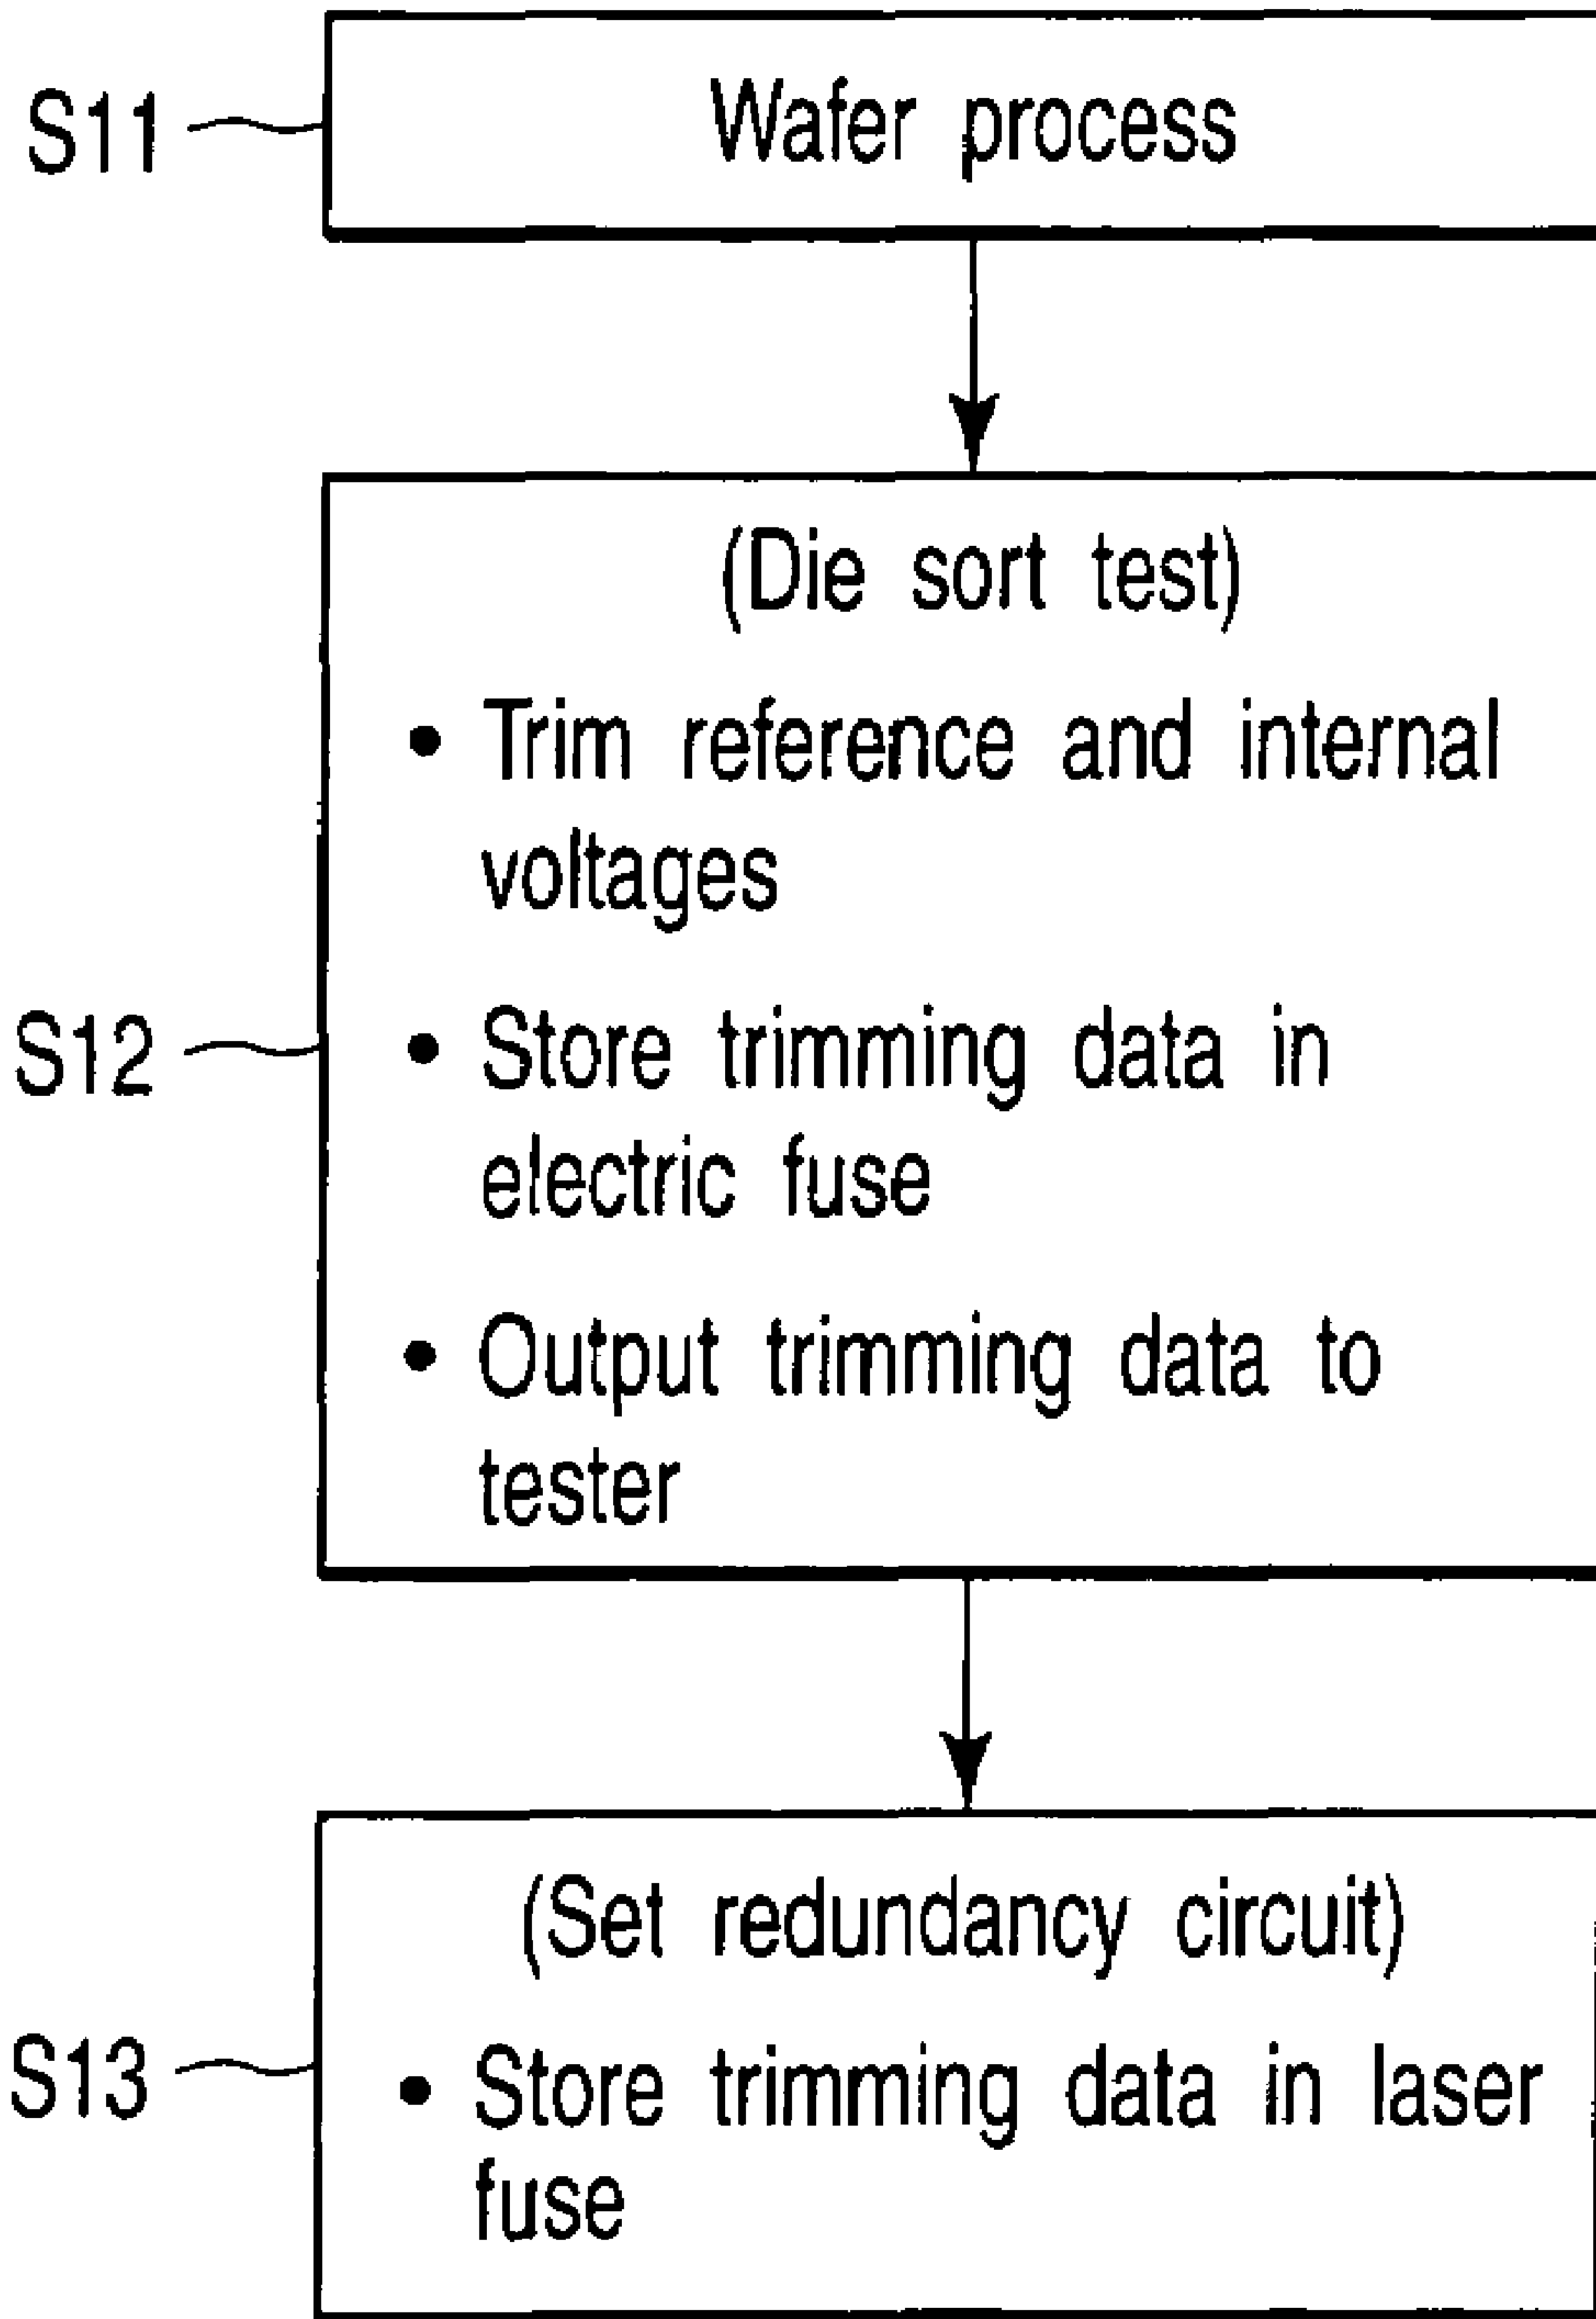 S11
Wafer process
(Die sort test)
• Trim reference and internal
voltages
S12
• Store trimming data in
electric fuse
• Output trimming data to
tester
(Set redundancy circuit)
S13
• Store trimming data in laser
fuse